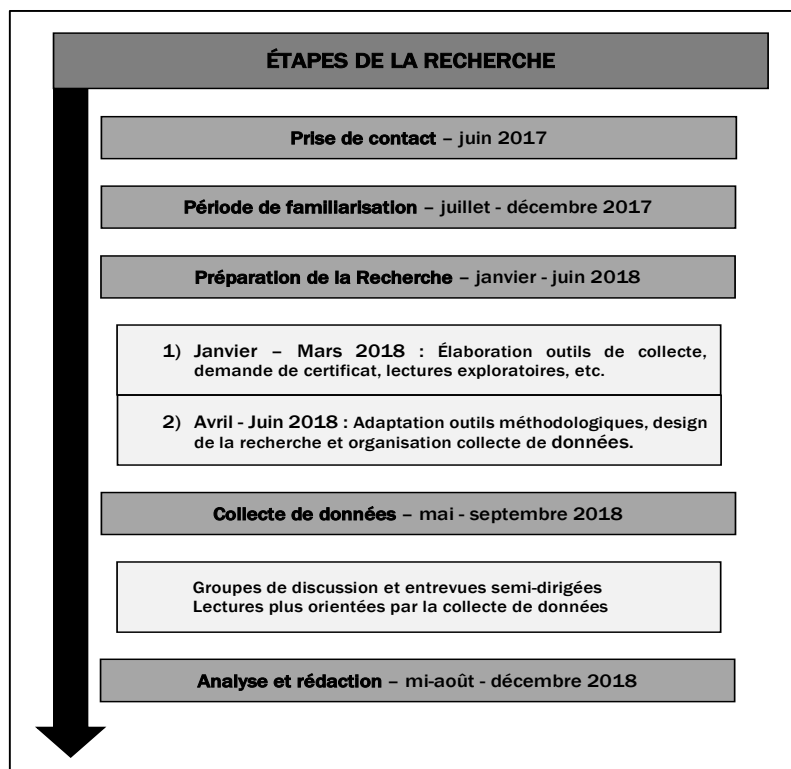 ÉTAPES DE LA RECHERCHE
Prise de contact – juin 2017
Période de familiarisation – juillet - décembre 2017
Préparation de la Recherche – janvier - juin 2018
1) Janvier – Mars 2018 : Élaboration outils de collecte,
demande de certificat, lectures exploratoires, etc.
2) Avril - Juin 2018 : Adaptation outils méthodologiques, design
de la recherche et organisation collecte de données.
Collecte de données – mai - septembre 2018
Groupes de discussion et entrevues semi-dirigées
Lectures plus orientées par la collecte de données
Analyse et rédaction – mi-août - décembre 2018